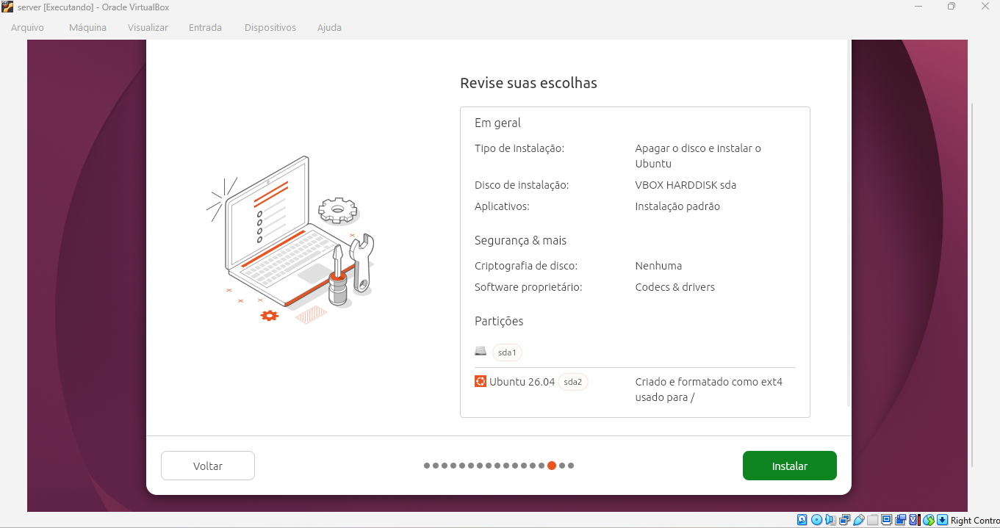 server [Executando] - Oracle VirtualBox
Arquivo Máquina Visualizar Entrada Dispositivos Ajuda
Revise suas escolhas
Em geral
Tipo de instalação: Apagar o disco e instalar o
Ubuntu
Disco de instalação: VBOX HARDDISK sda
Aplicativos: Instalação padrão
Segurança & mais
Criptografia de disco: Nenhuma
Software proprietário: Codecs & drivers
Partições
sda1
Ubuntu 26.04 sda2 Criado e formatado como ext4
usado para /
Voltar Instalar
Right Contro